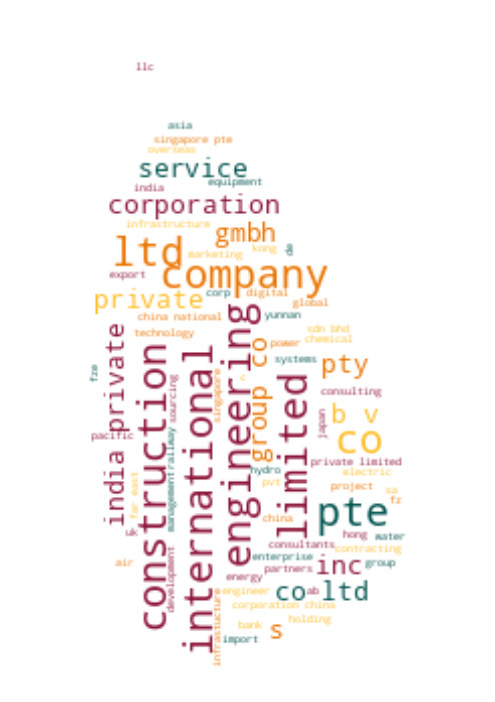 llc
asia
singapore pte
overseas
service
equipment
india
corporation
infrastructure
gmbh
ltd
marketing
kong
de
company
export
private
corp
digital
global
china national
yunnan
technology
sdn bhd
chemical
power
systems
pty
fze
india private
construction
sourcing
international
singapore
engineering
c
group co
limited
consulting
b v
japan
co
pacific
railway
management
private limited
hydro
electric
far east
pvt
project
sa
fz
pte
china
uk
hong
water
consultants
contracting
enterprise
air
partners
inc
group
development
energy
engineer
co ltd
ab
infrastucture
corporation china
holding
bank
s
import